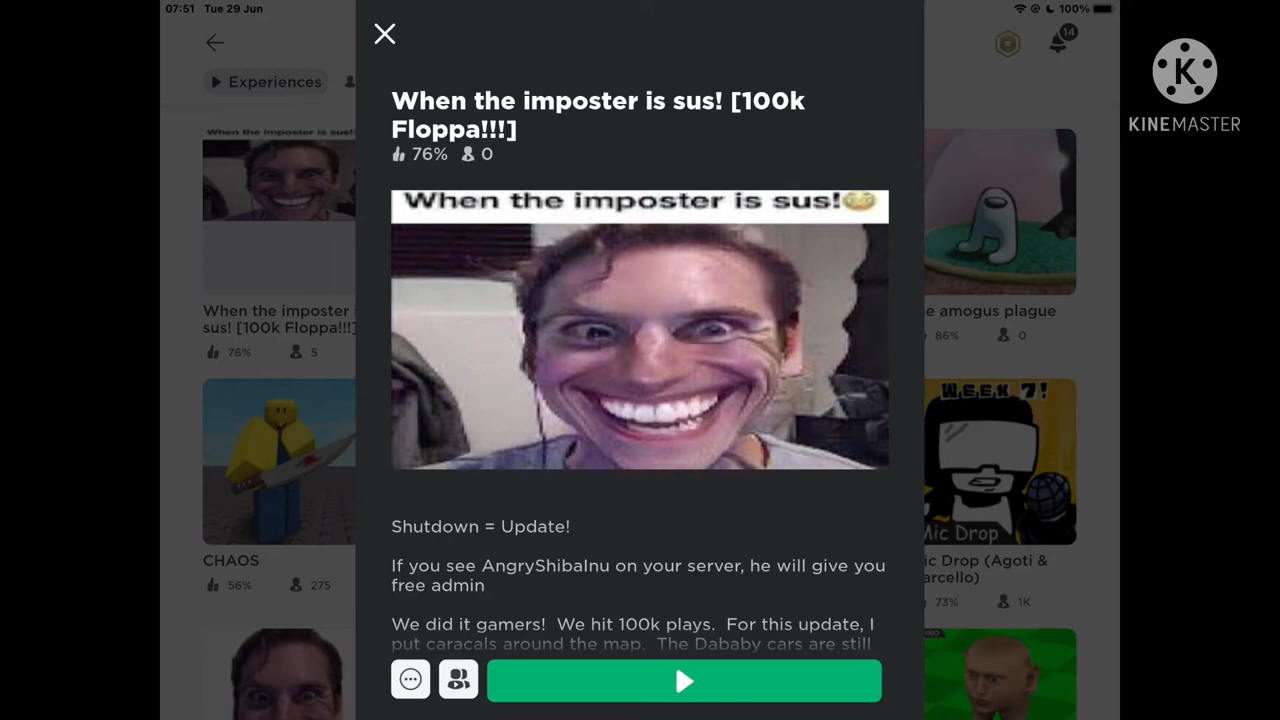 07:51 Tue 29 Jun
100%
14
Experiences
When the imposter is sus! [100k
Floppa!!!]
76% 0
When the imposter is sus!😳
When the imposter is sus!
KINEMASTER
When the imposter
sus! [100k Floppa!!!]
76% 5
e amogus plague
86% 0
WEEK 7!
Mic Drop
CHAOS
56% 275
ic Drop (Agoti &
arcello)
73% 1K
Shutdown = Update!
If you see AngryShibaInu on your server, he will give you
free admin
We did it gamers! We hit 100k plays. For this update, I
put caracals around the map. The Dababy cars are still